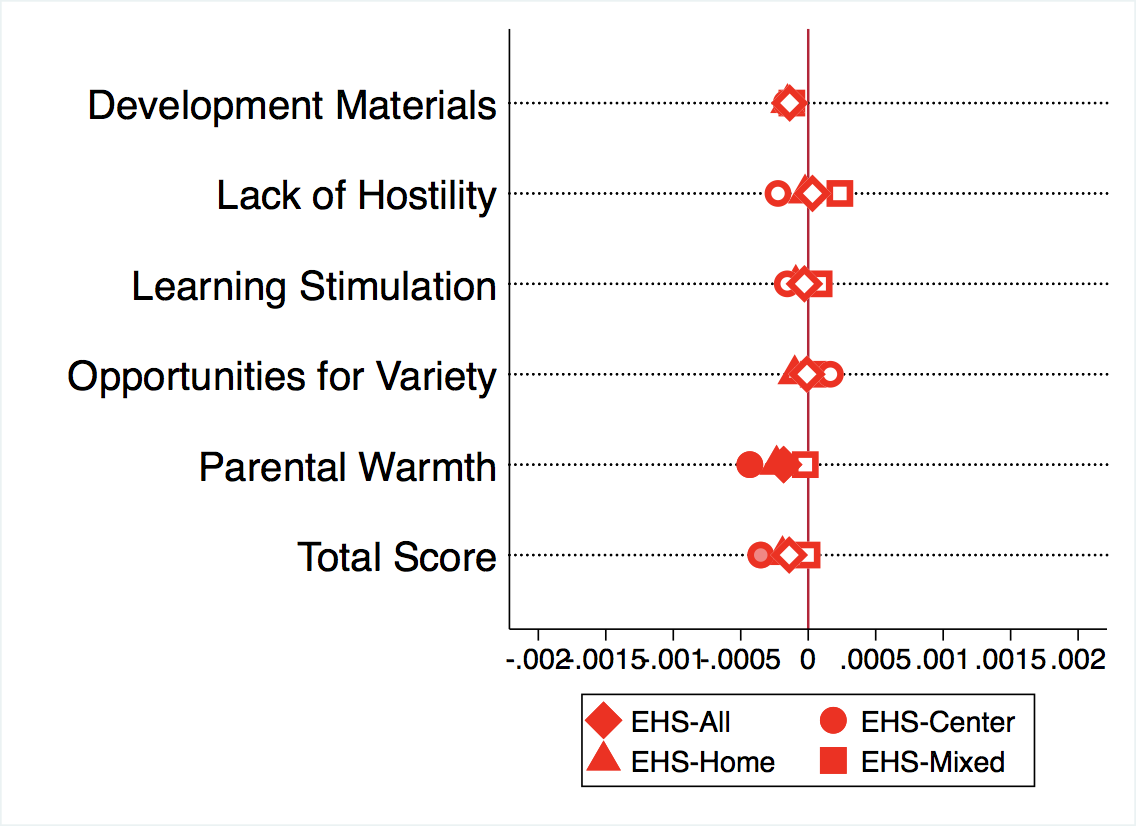 Development Materials
Lack of Hostility
Learning Stimulation
Opportunities for Variety
Parental Warmth
Total Score
-.002 -.0015 -.001 -.0005 0 .0005 .001 .0015 .002
EHS-All EHS-Center
EHS-Home EHS-Mixed